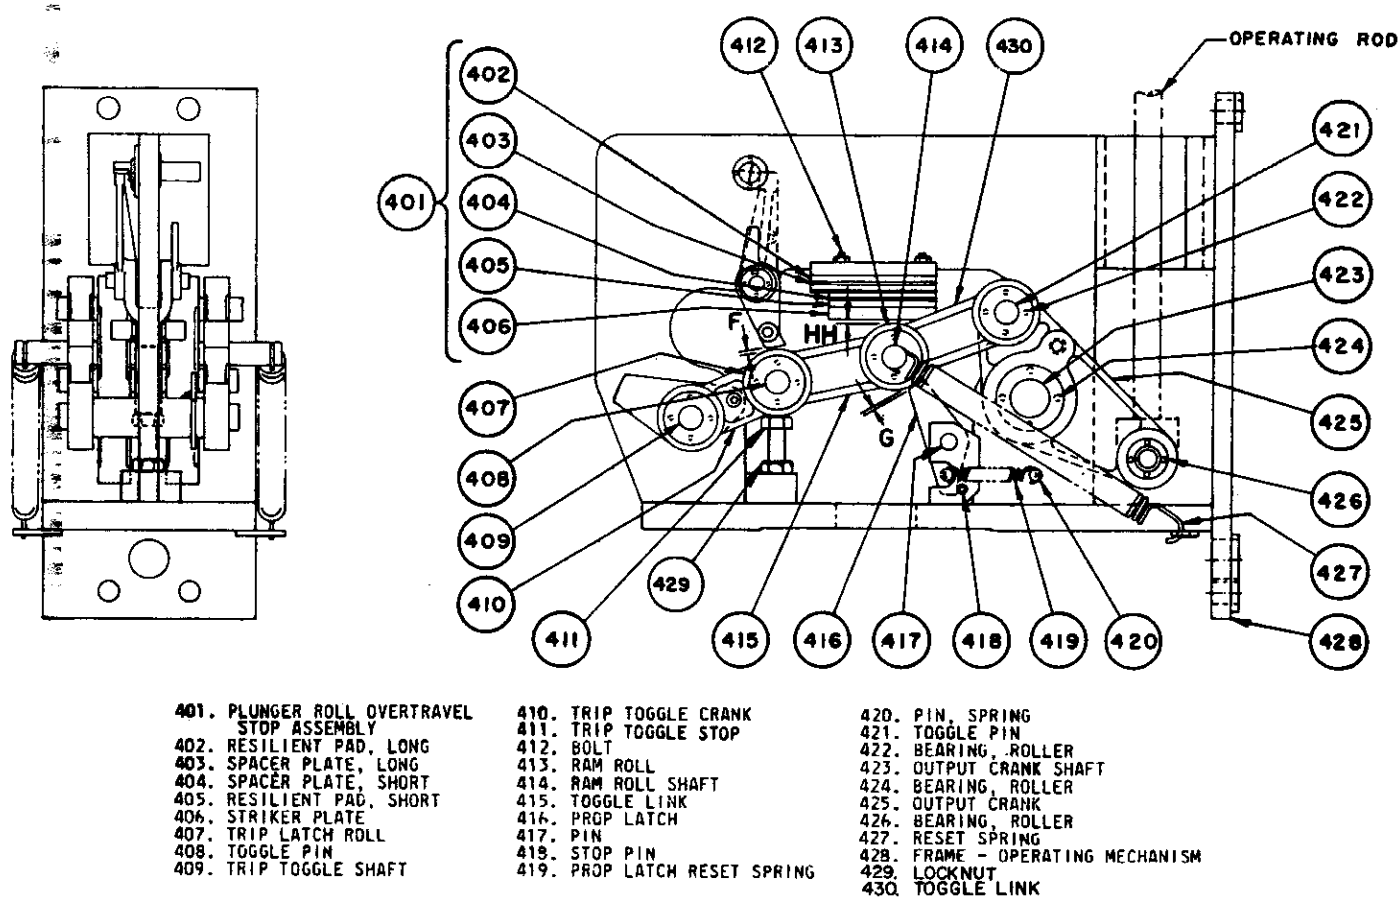 OPERATING ROD
412
413
414
430
402
403
404
401
405
406
407
408
409
410
411
429
415
416
417
418
419
420
421
422
423
424
425
426
427
428
F
HH
G
401. PLUNGER ROLL OVERTRAVEL
STOP ASSEMBLY
402. RESILIENT PAD, LONG
403. SPACER PLATE, LONG
404. SPACER PLATE, SHORT
405. RESILIENT PAD, SHORT
406. STRIKER PLATE
407. TRIP LATCH ROLL
408. TOGGLE PIN
409. TRIP TOGGLE SHAFT
410. TRIP TOGGLE CRANK
411. TRIP TOGGLE STOP
412. BOLT
413. RAM ROLL
414. RAM ROLL SHAFT
415. TOGGLE LINK
416. PROP LATCH
417. PIN
418. STOP PIN
419. PROP LATCH RESET SPRING
420. PIN, SPRING
421. TOGGLE PIN
422. BEARING, ROLLER
423. OUTPUT CRANK SHAFT
424. BEARING, ROLLER
425. OUTPUT CRANK
426. BEARING, ROLLER
427. RESET SPRING
428. FRAME - OPERATING MECHANISM
429. LOCKNUT
430. TOGGLE LINK